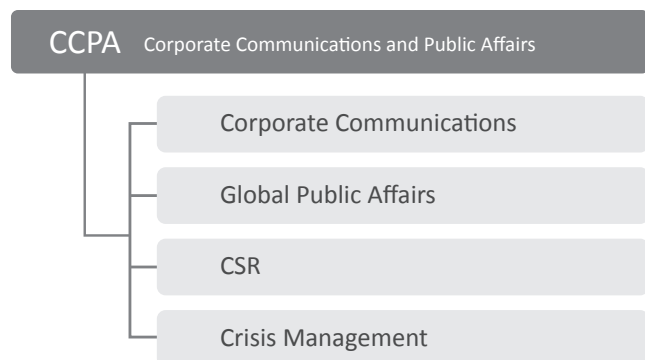 CCPA Corporate Communications and Public Affairs
Corporate Communications
Global Public Affairs
CSR
Crisis Management